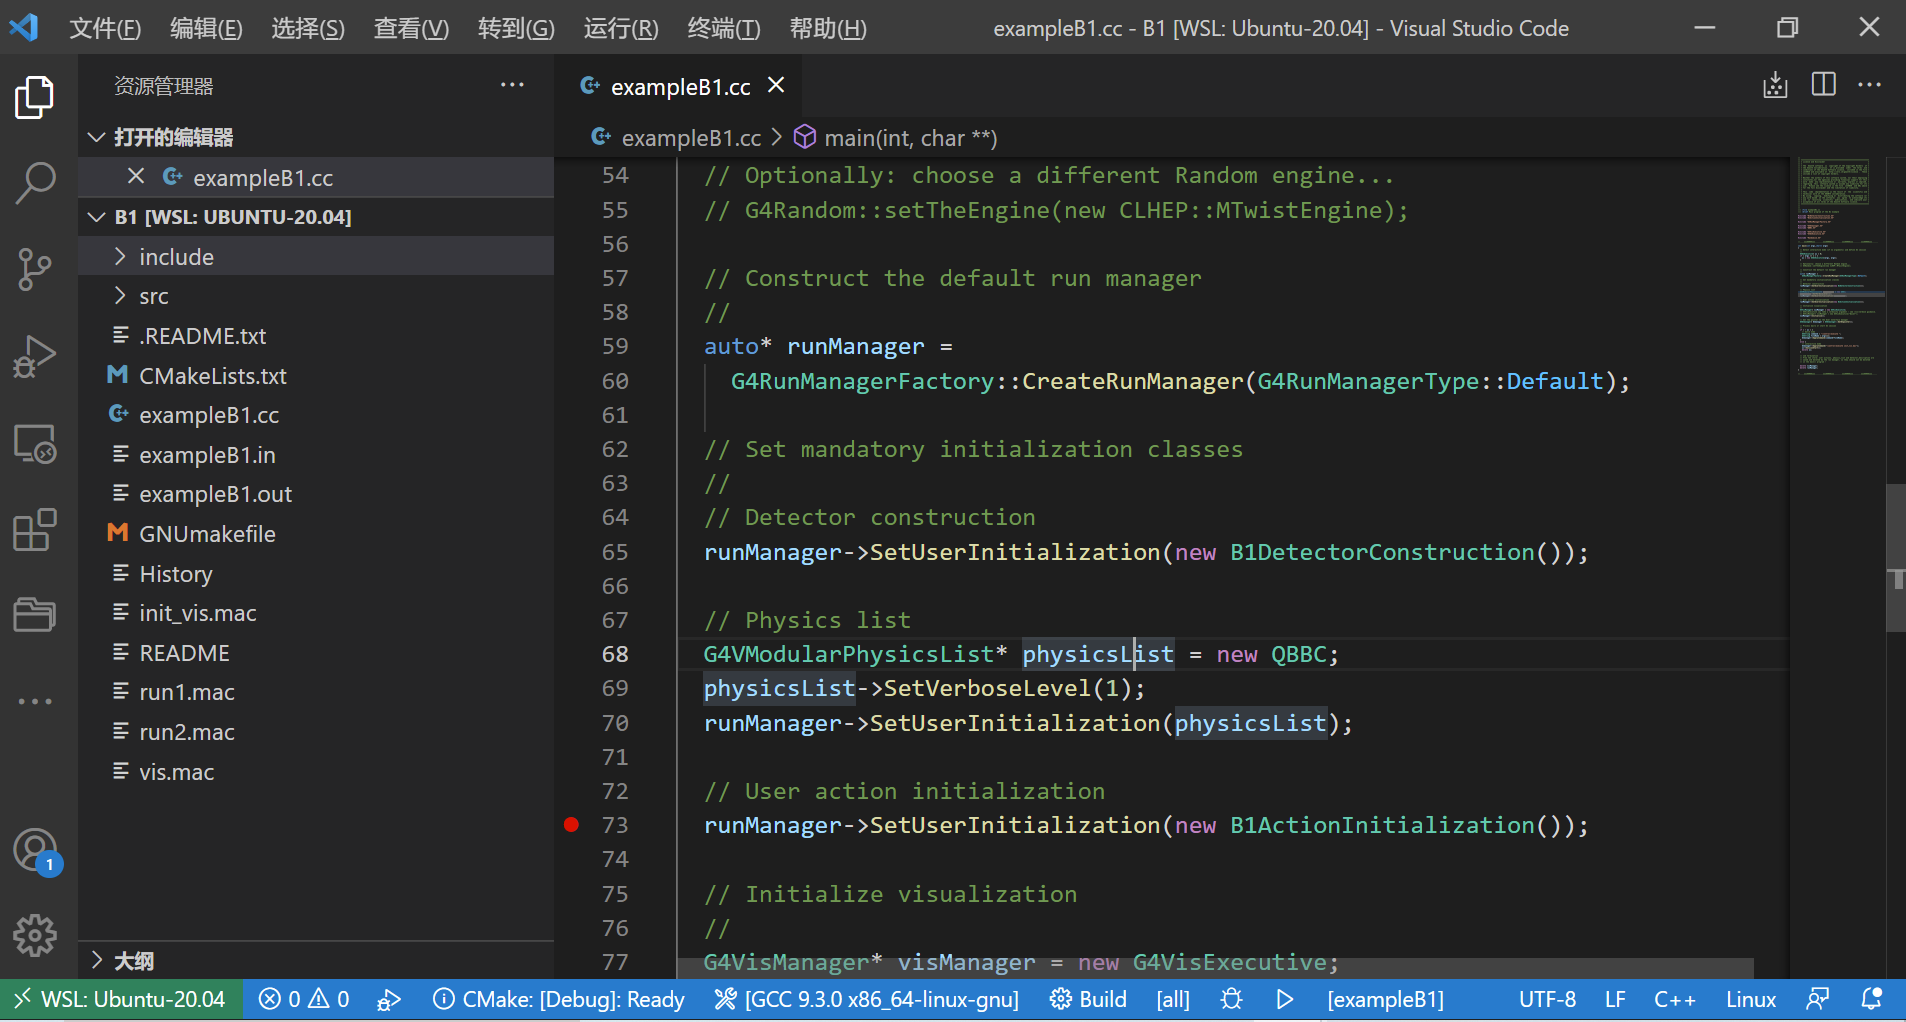 文件(F) 编辑(E) 选择(S) 查看(V) 转到(G) 运行(R) 终端(T) 帮助(H) exampleB1.cc - B1 [WSL: Ubuntu-20.04] - Visual Studio Code
资源管理器
打开的编辑器
exampleB1.cc
B1 [WSL: UBUNTU-20.04]
include
src
.README.txt
CMakeLists.txt
exampleB1.cc
exampleB1.in
exampleB1.out
GNUmakefile
History
init_vis.mac
README
run1.mac
run2.mac
vis.mac
大纲
1
exampleB1.cc
exampleB1.cc > main(int, char **)
54 // Optionally: choose a different Random engine...
55 // G4Random::setTheEngine(new CLHEP::MTwistEngine);
56
57 // Construct the default run manager
58 //
59 auto* runManager =
60 G4RunManagerFactory::CreateRunManager(G4RunManagerType::Default);
61
62 // Set mandatory initialization classes
63 //
64 // Detector construction
65 runManager->SetUserInitialization(new B1DetectorConstruction());
66
67 // Physics list
68 G4VModularPhysicsList* physicsList = new QBBC;
69 physicsList->SetVerboseLevel(1);
70 runManager->SetUserInitialization(physicsList);
71
72 // User action initialization
73 runManager->SetUserInitialization(new B1ActionInitialization());
74
75 // Initialize visualization
76 //
77 G4VisManager* visManager = new G4VisExecutive;
WSL: Ubuntu-20.04 0 0 CMake: [Debug]: Ready [GCC 9.3.0 x86_64-linux-gnu] Build [all] [exampleB1] UTF-8 LF C++ Linux